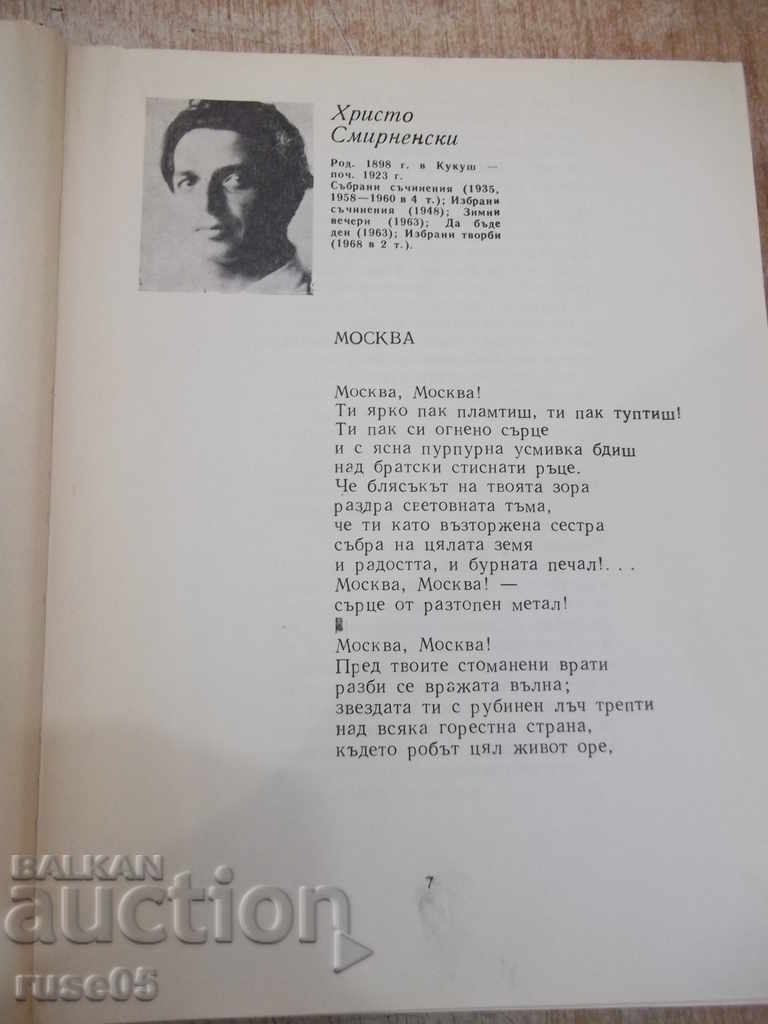 Христо
Смирненски
Род. 1898 г. в Кукуш —
поч. 1923 г.
Събрани съчинения (1935,
1958—1960 в 4 т.); Избрани
съчинения (1948); Зимни
вечери (1963); Да бъде
ден (1963); Избрани творби
(1968 в 2 т.).
МОСКВА
Москва, Москва!
Ти ярко пак пламтиш, ти пак туптиш!
Ти пак си огнено сърце
и с ясна пурпурна усмивка бдиш
над братски стиснати ръце.
Че блясъкът на твоята зора
раздра световната тъма,
че ти като възторжена сестра
събра на цялата земя
и радостта, и бурната печал!...
Москва, Москва! —
сърце от разтопен метал!
Москва, Москва!
Пред твоите стоманени врати
разби се вражата вълна;
звездата ти с рубинен лъч трепти
над всяка горестна страна,
където робът цял живот оре,
7
BALKAN
auction
ruse05